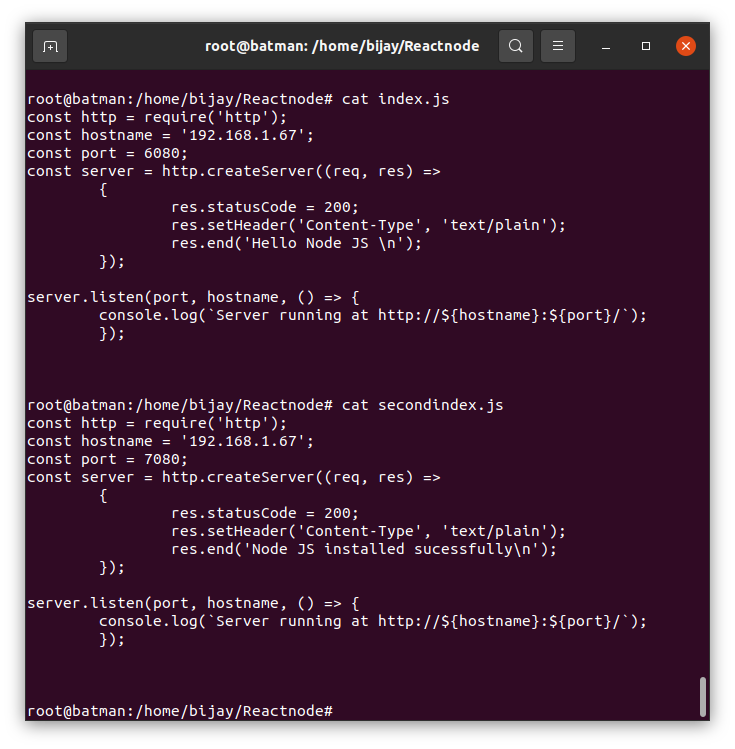 root@batman: /home/bijay/Reactnode
root@batman:/home/bijay/Reactnode# cat index.js
const http = require('http');
const hostname = '192.168.1.67';
const port = 6080;
const server = http.createServer((req, res) =>
        {
                res.statusCode = 200;
                res.setHeader('Content-Type', 'text/plain');
                res.end('Hello Node JS \n');
        });
server.listen(port, hostname, () => {
        console.log(`Server running at http://${hostname}:${port}/`);
        });
root@batman:/home/bijay/Reactnode# cat secondindex.js
const http = require('http');
const hostname = '192.168.1.67';
const port = 7080;
const server = http.createServer((req, res) =>
        {
                res.statusCode = 200;
                res.setHeader('Content-Type', 'text/plain');
                res.end('Node JS installed sucessfully\n');
        });
server.listen(port, hostname, () => {
        console.log(`Server running at http://${hostname}:${port}/`);
        });
root@batman:/home/bijay/Reactnode#